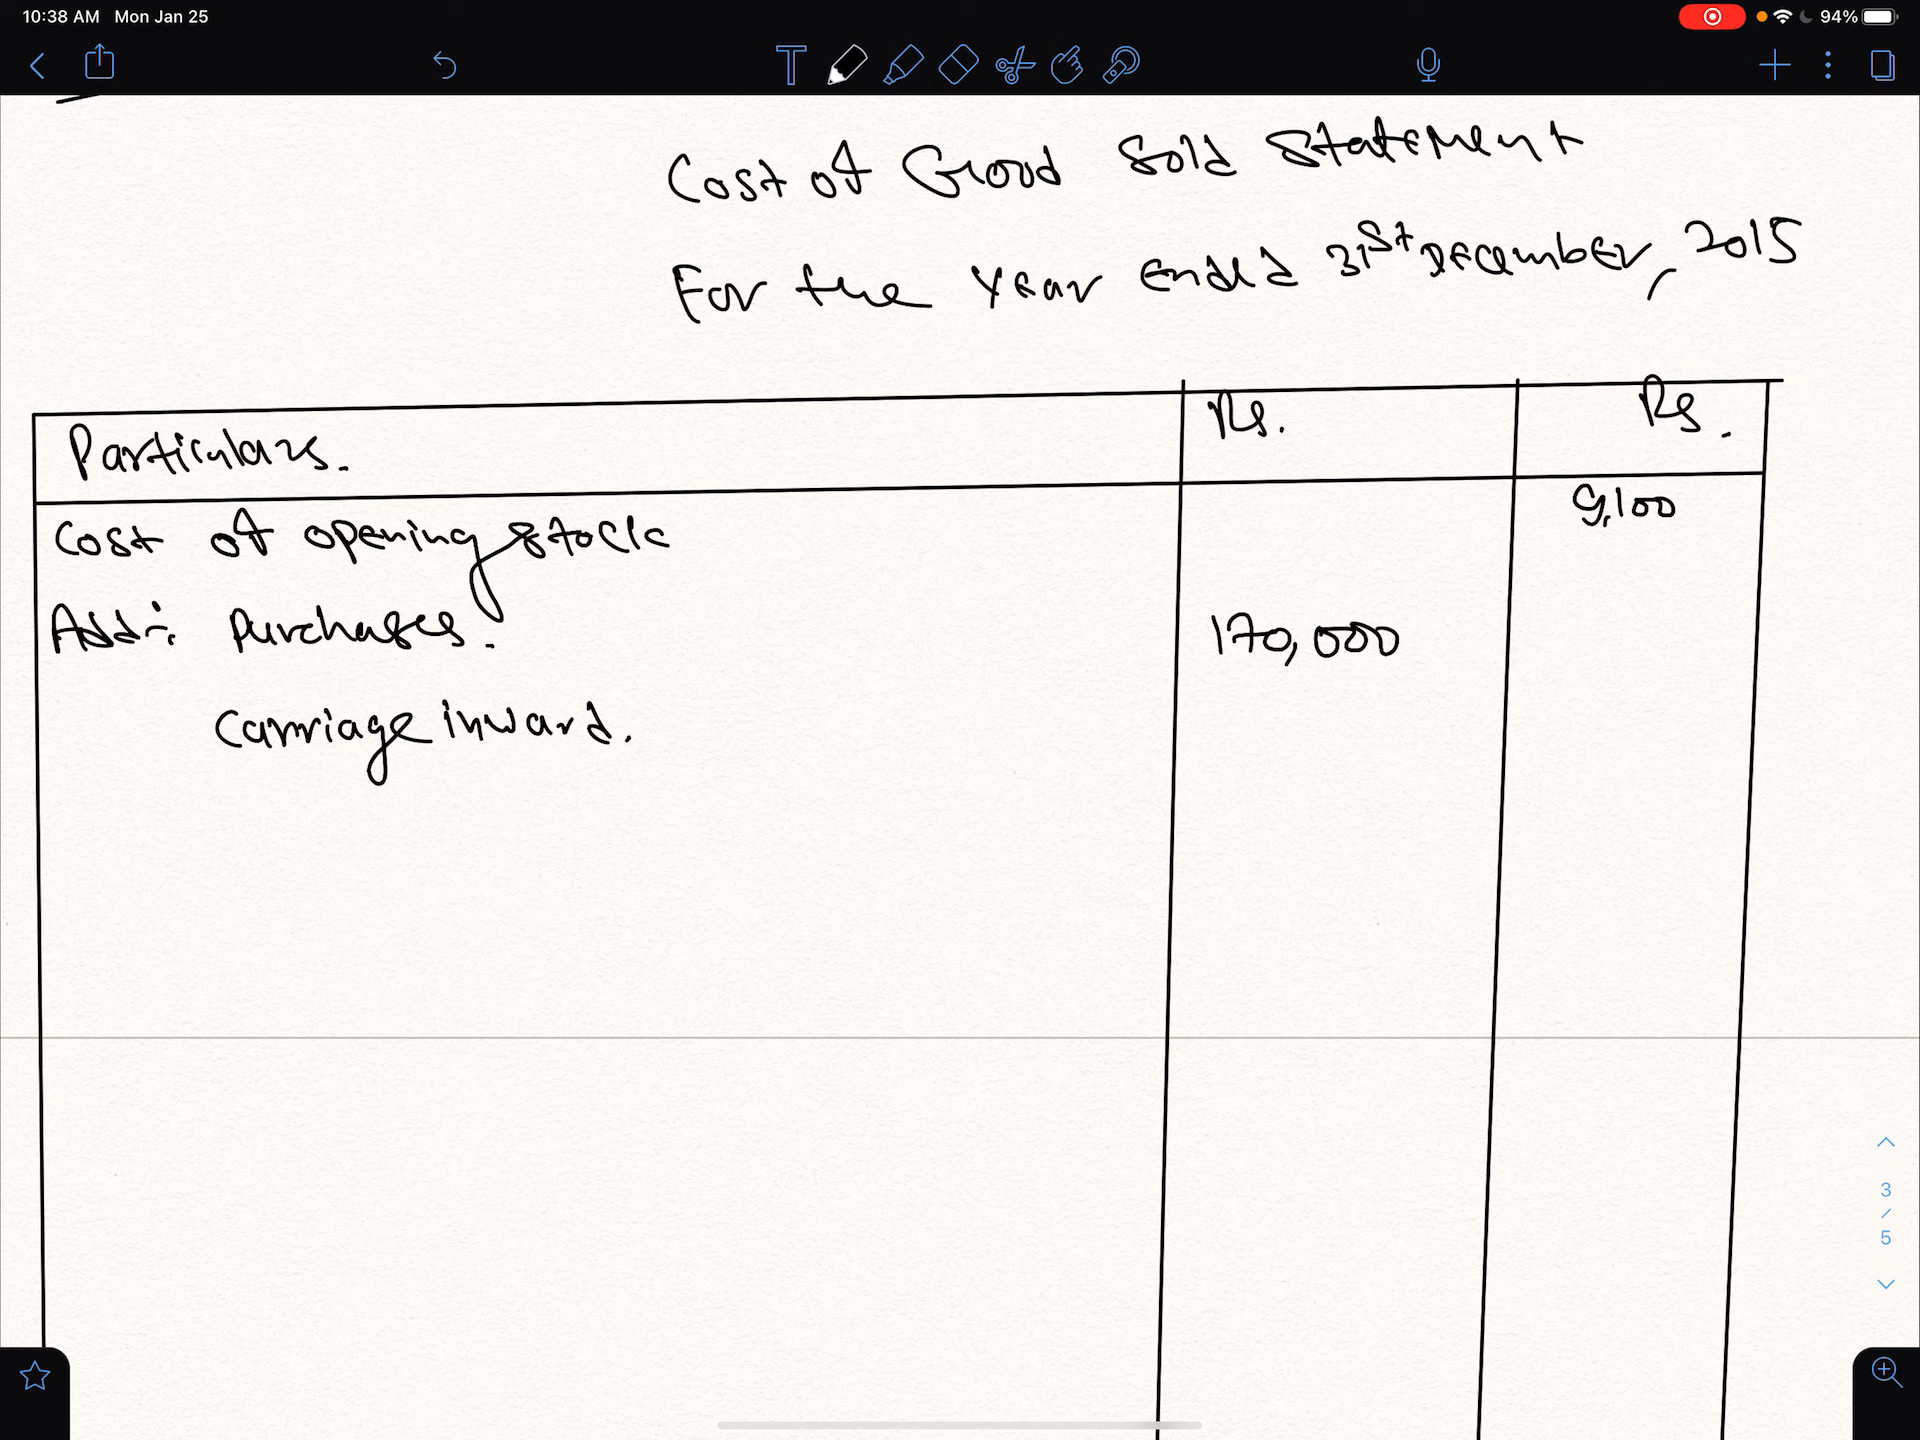 10:38 AM Mon Jan 25
94%
Cost of Good Sold Statement
For the Year Ended 31st December, 2015
Particulars. Rs. Rs.
Cost of opening stock 9,100
Add:- Purchases. 170,000
Carriage inward.
3
/
5